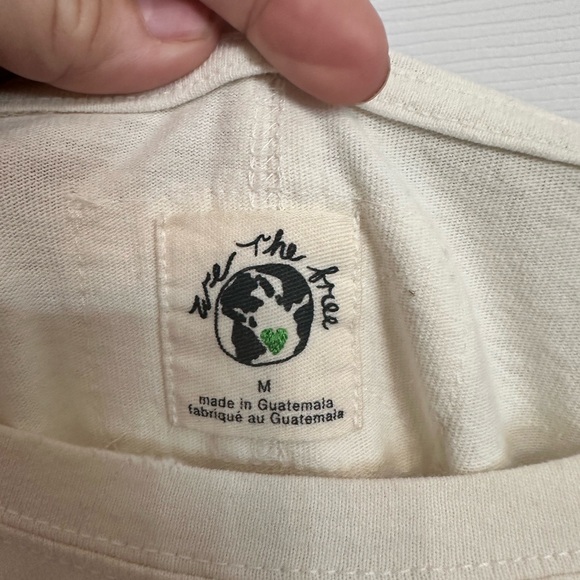 we the free
M
made in Guatemala
fabriqué au Guatemala